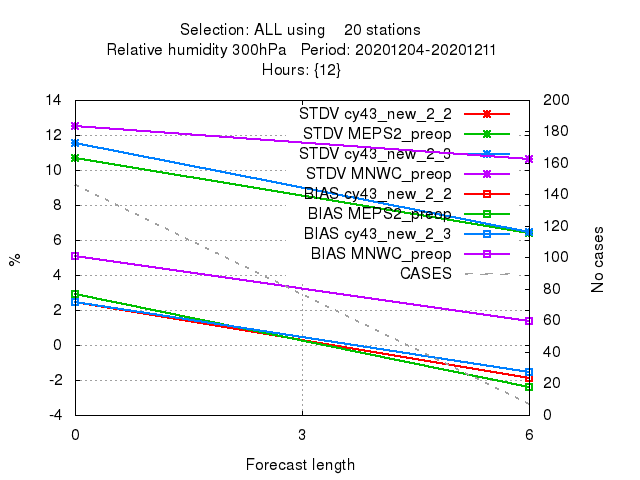 Selection: ALL using 20 stations
Relative humidity 300hPa Period: 20201204-20201211
Hours: {12}
14
12
10
8
6
4
2
0
-2
-4
%
200
180
160
140
120
100
80
60
40
20
0
No cases
STDV cy43_new_2_2
STDV MEPS2_preop
STDV cy43_new_2_3
STDV MNWC_preop
BIAS cy43_new_2_2
BIAS MEPS2_preop
BIAS cy43_new_2_3
BIAS MNWC_preop
CASES
0 3 6
Forecast length